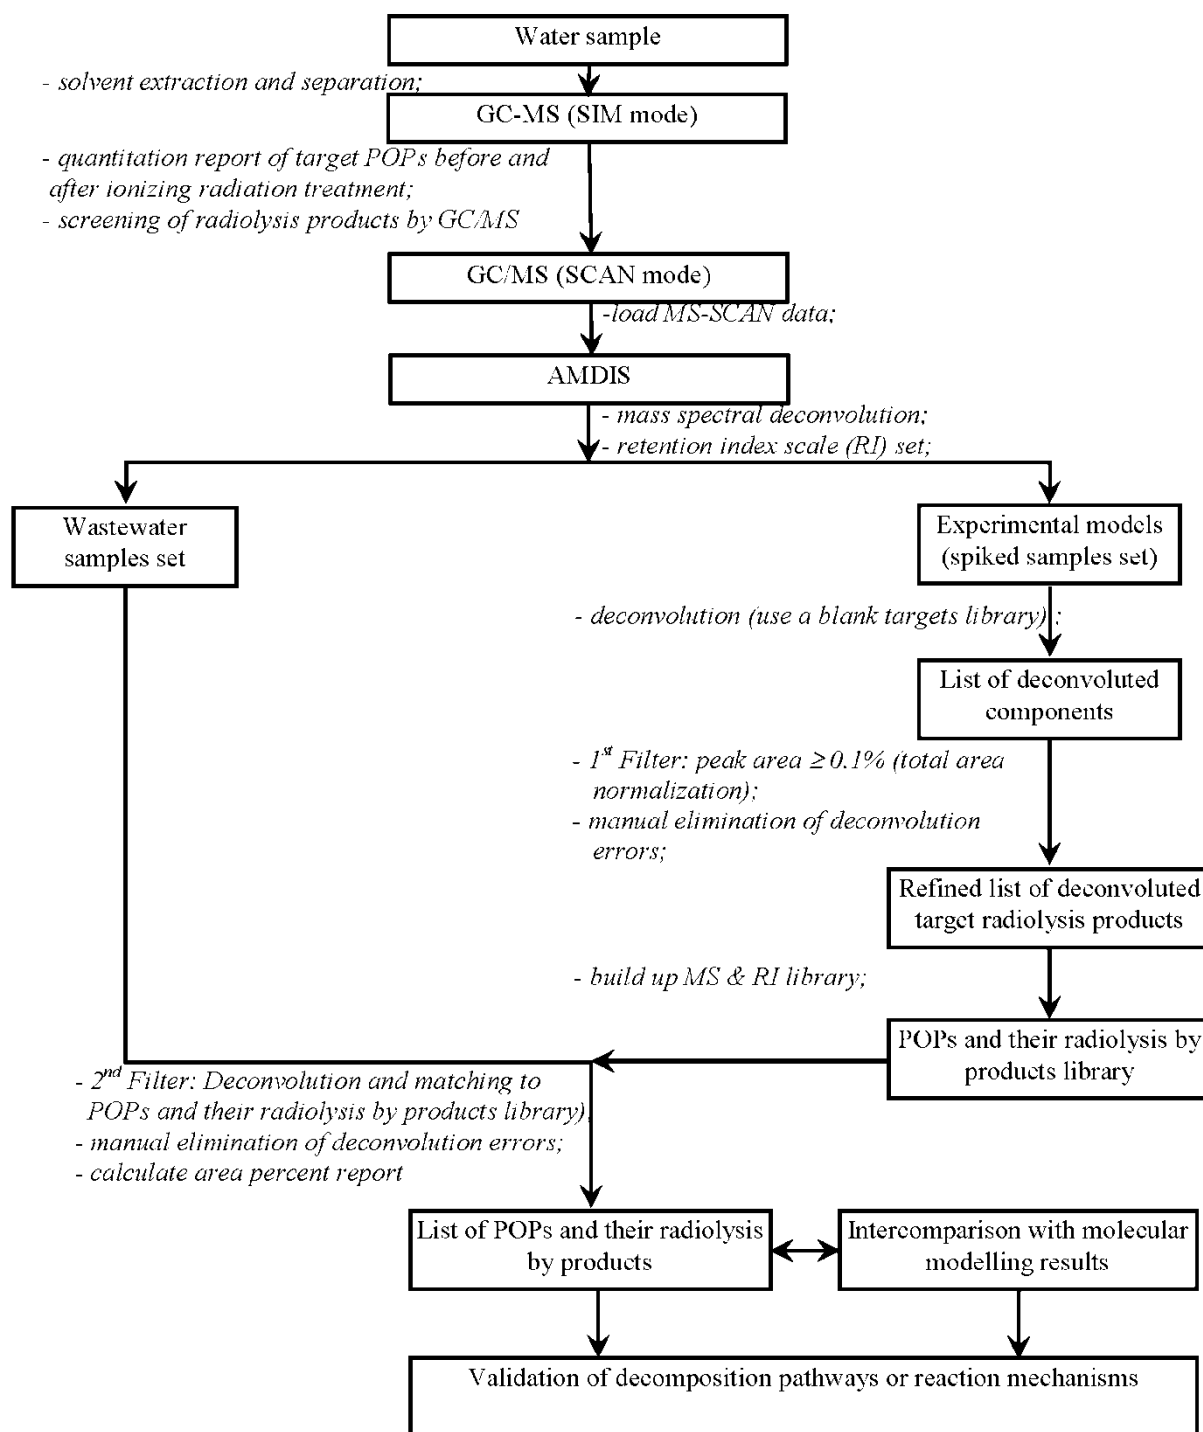 Water sample
- solvent extraction and separation;
GC-MS (SIM mode)
- quantitation report of target POPs before and
after ionizing radiation treatment;
- screening of radiolysis products by GC/MS
GC/MS (SCAN mode)
-load MS-SCAN data;
AMDIS
- mass spectral deconvolution;
- retention index scale (RI) set;
Wastewater
samples set
Experimental models
(spiked samples set)
- deconvolution (use a blank targets library) ;
List of deconvoluted
components
- 1st Filter: peak area ≥ 0.1% (total area
normalization);
- manual elimination of deconvolution
errors;
Refined list of deconvoluted
target radiolysis products
- build up MS & RI library;
POPs and their radiolysis by
products library
- 2nd Filter: Deconvolution and matching to
POPs and their radiolysis by products library)
- manual elimination of deconvolution errors;
- calculate area percent report
List of POPs and their radiolysis
by products
Intercomparison with molecular
modelling results
Validation of decomposition pathways or reaction mechanisms